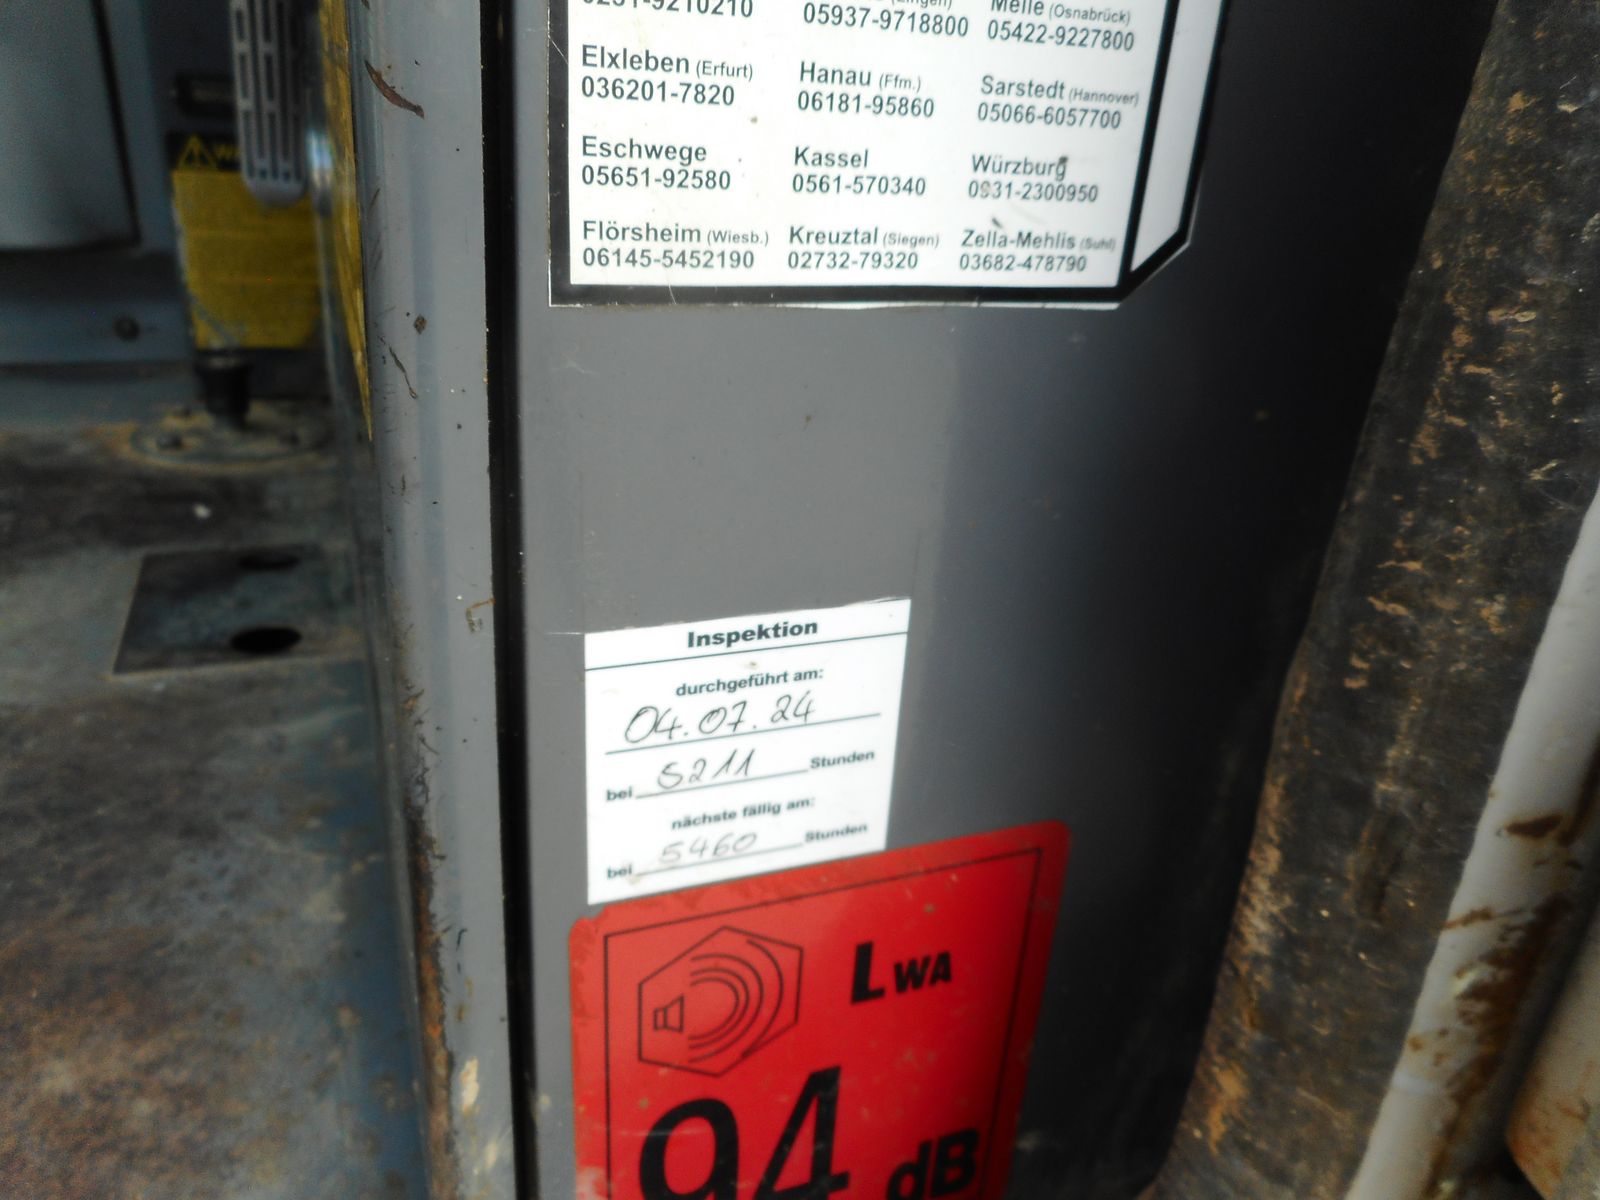 0231-9210210
05937-9718800
Melle (Osnabrück)
05422-9227800
Elxleben (Erfurt)
036201-7820
Hanau (Ffm.)
06181-95860
Sarstedt (Hannover)
05066-6057700
Eschwege
05651-92580
Kassel
0561-570340
Würzburg
0931-2300950
Flörsheim (Wiesb.)
06145-5452190
Kreuztal (Siegen)
02732-79320
Zella-Mehlis (Suhl)
03682-478790
Inspektion
durchgeführt am:
04.07.24
bei 5211 Stunden
nächste fällig am:
bei 5460 Stunden
LWA
94 dB